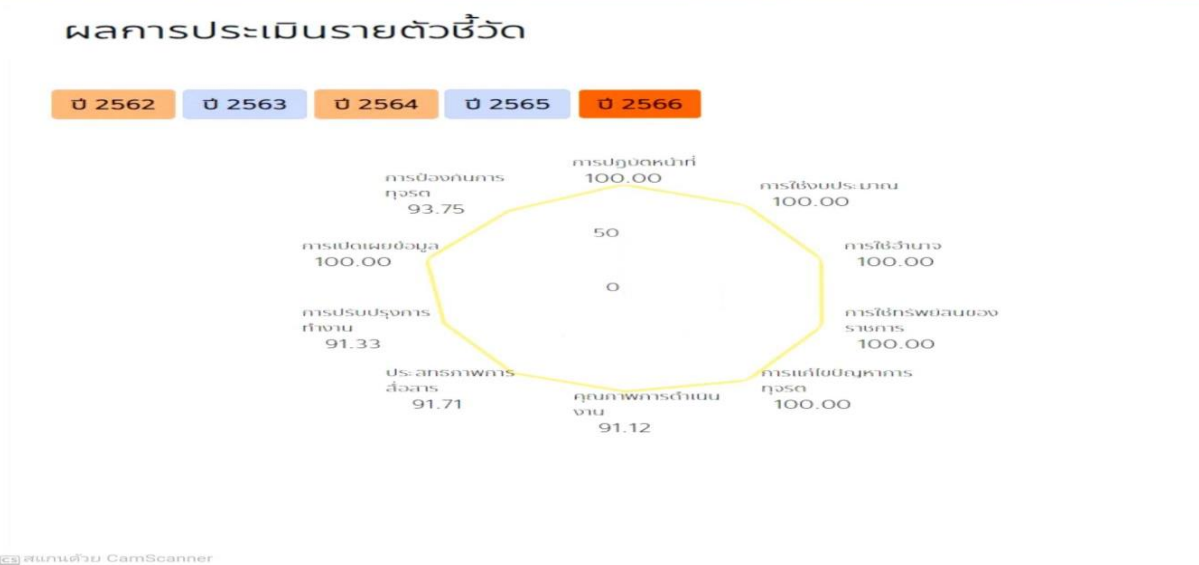 ผลการประเมินรายตัวชี้วัด
ปี 2562 ปี 2563 ปี 2564 ปี 2565 ปี 2566
การปฏิบัติหน้าที่
100.00
การใช้งบประมาณ
100.00
การใช้อำนาจ
100.00
การใช้ทรัพย์สินของ
ราชการ
100.00
การแก้ไขปัญหาการ
ทุจริต
100.00
คุณภาพการดำเนิน
งาน
91.12
ประสิทธิภาพการ
สื่อสาร
91.71
การปรับปรุงการ
ทำงาน
91.33
การเปิดเผยข้อมูล
100.00
การป้องกันการ
ทุจริต
93.75
50
0
CS สแกนด้วย CamScanner